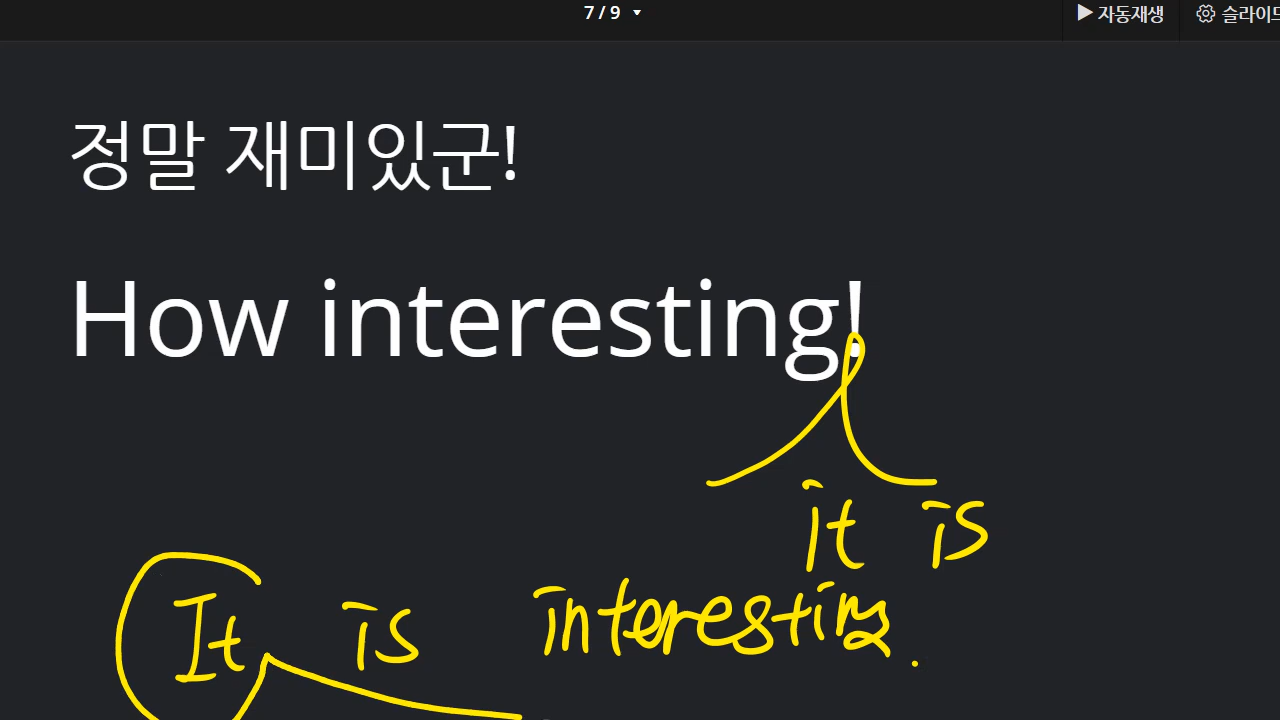 7 / 9 ▼ ▶ 자동재생 슬라이드
정말 재미있군!
How interesting!
it is
It is interesting.